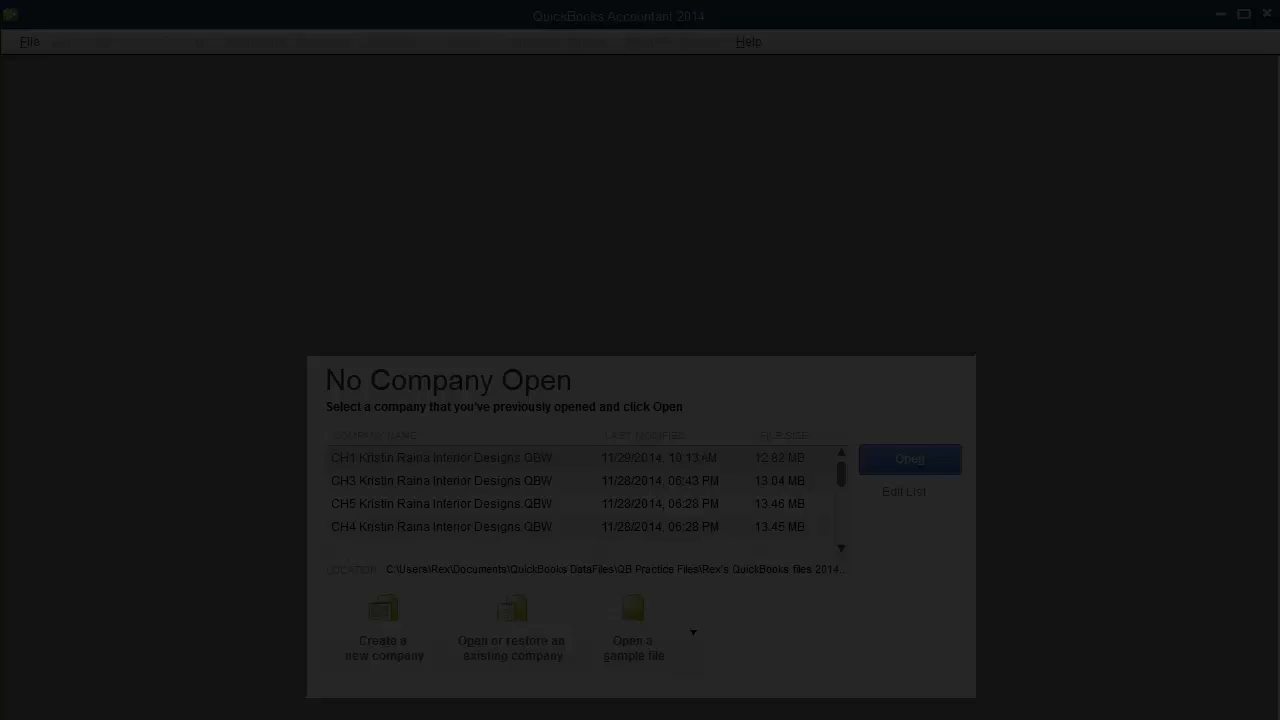 QuickBooks Accountant 2014
File
Help
No Company Open
Select a company that you've previously opened and click Open
COMPANY NAME LAST MODIFIED FILE SIZE
CH1 Kristin Raina Interior Designs.QBW 11/29/2014, 10:13 AM 12.62 MB
CH3 Kristin Raina Interior Designs.QBW 11/28/2014, 06:43 PM 13.04 MB
CH5 Kristin Raina Interior Designs.QBW 11/28/2014, 06:28 PM 13.46 MB
CH4 Kristin Raina Interior Designs.QBW 11/28/2014, 06:28 PM 13.45 MB
Open
Edit List
LOCATION C:\Users\Rex\Documents\QuickBooks DataFiles\QB Practice Files\Rex's QuickBooks files 2014...
Create a
new company
Open or restore an
existing company
Open a
sample file